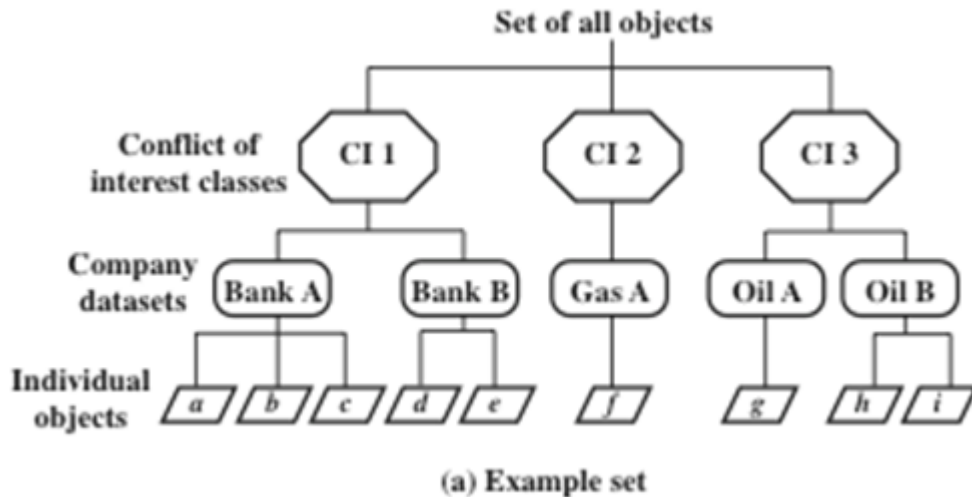 Set of all objects
Conflict of
interest classes
CI 1
CI 2
CI 3
Company
datasets
Bank A
Bank B
Gas A
Oil A
Oil B
Individual
objects
a
b
c
d
e
f
g
h
i
(a) Example set